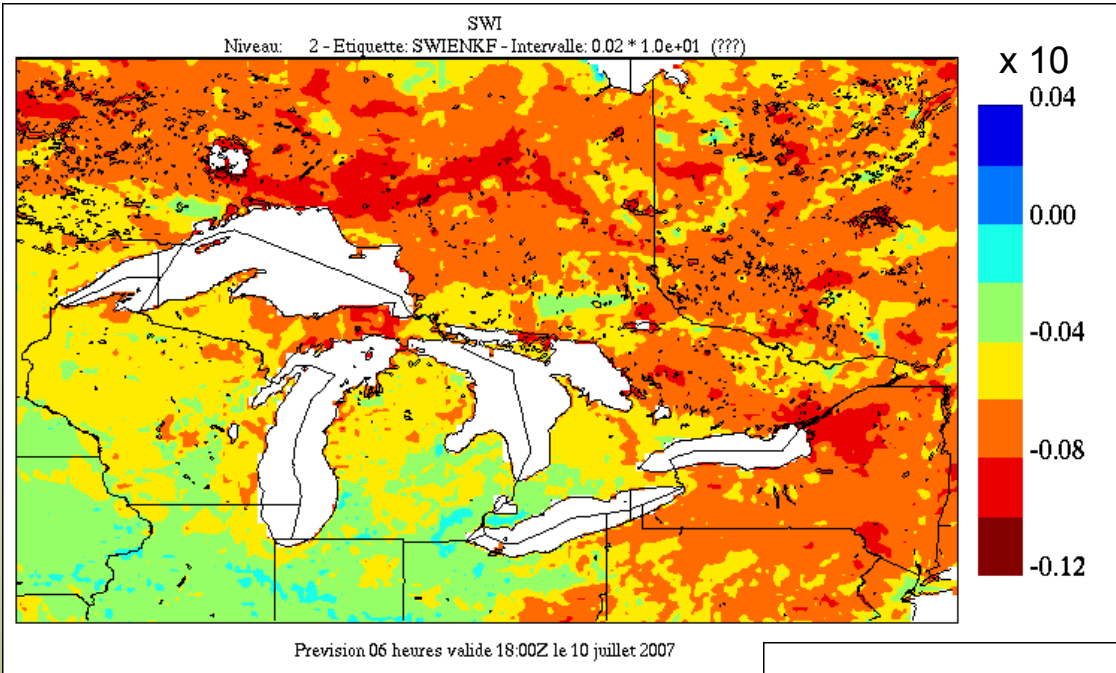 SWI
Niveau: 2 - Etiquette: SWIENKF - Intervalle: 0.02 * 1.0e+01 (???)
x 10
0.04
0.00
-0.04
-0.08
-0.12
Prevision 06 heures valide 18:00Z le 10 juillet 2007